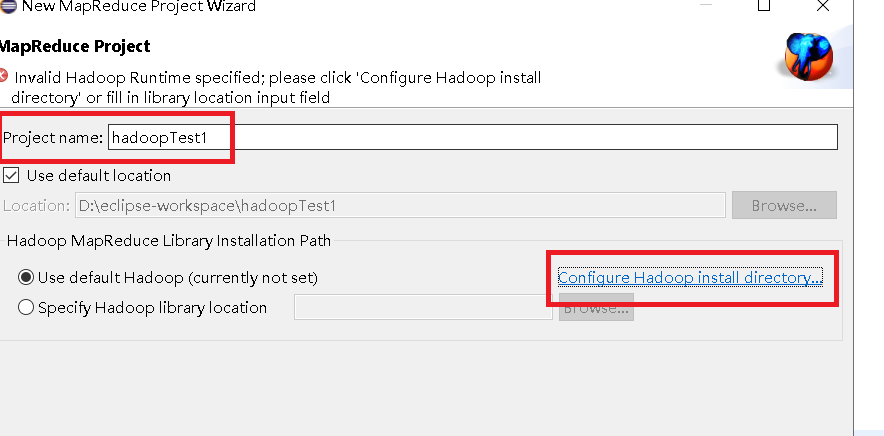 New MapReduce Project Wizard
MapReduce Project
Invalid Hadoop Runtime specified; please click 'Configure Hadoop install
directory' or fill in library location input field
Project name: hadoopTest1
Use default location
Location: D:\eclipse-workspace\hadoopTest1 Browse...
Hadoop MapReduce Library Installation Path
Use default Hadoop (currently not set) Configure Hadoop install directory...
Specify Hadoop library location Browse...